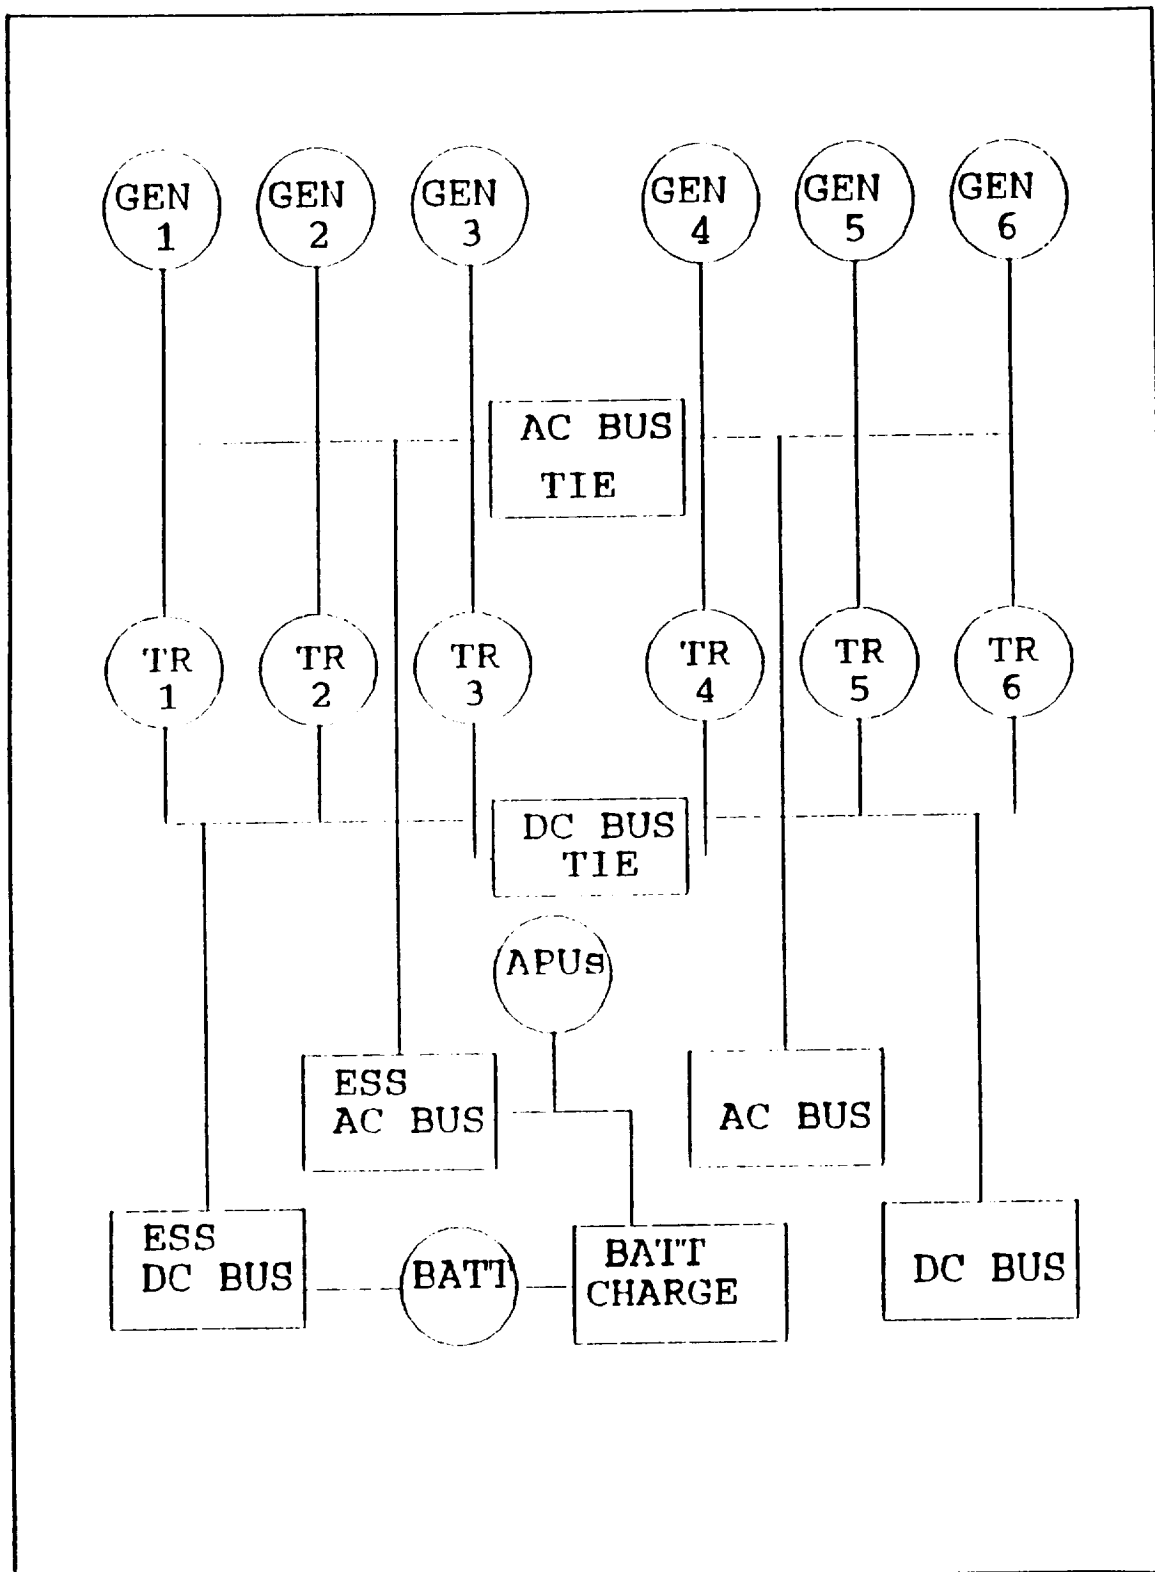 GEN
1
GEN
2
GEN
3
GEN
4
GEN
5
GEN
6
AC BUS
TIE
TR
1
TR
2
TR
3
TR
4
TR
5
TR
6
DC BUS
TIE
APUs
ESS
AC BUS
AC BUS
ESS
DC BUS
BATT
BATT
CHARGE
DC BUS